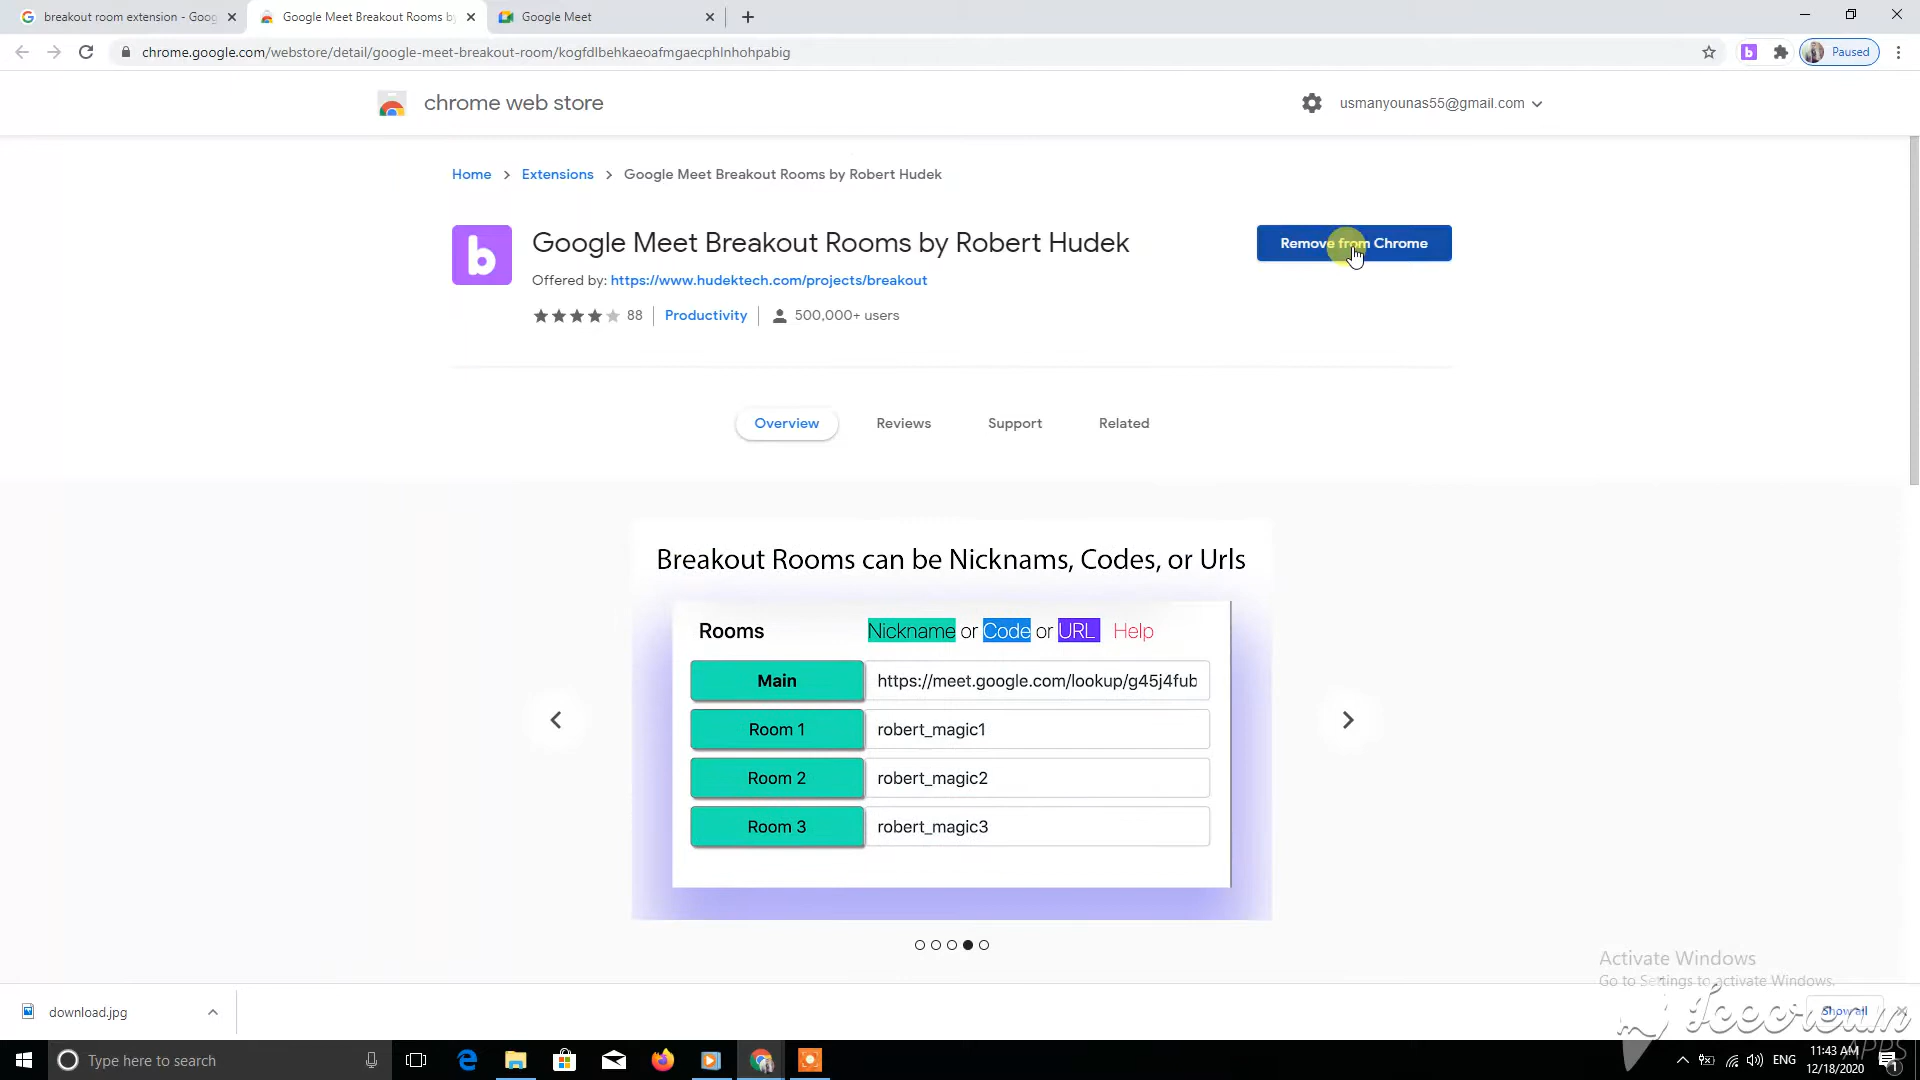 breakout room extension - Goog
Google Meet Breakout Rooms by
Google Meet
chrome.google.com/webstore/detail/google-meet-breakout-room/kogfdlbehkaeoafmgaecphlnhohpabig
b
Paused
chrome web store
usmanyounas55@gmail.com
Home > Extensions > Google Meet Breakout Rooms by Robert Hudek
b
Google Meet Breakout Rooms by Robert Hudek
Remove from Chrome
Offered by: https://www.hudektech.com/projects/breakout
88
Productivity
500,000+ users
Overview
Reviews
Support
Related
Breakout Rooms can be Nicknams, Codes, or Urls
Rooms
Nickname or Code or URL Help
Main
https://meet.google.com/lookup/g45j4fub
Room 1
robert_magic1
Room 2
robert_magic2
Room 3
robert_magic3
Activate Windows
Go to Settings to activate Windows.
download.jpg
Show all
Icecream
APPS
Type here to search
ENG
11:43 AM
12/18/2020
1